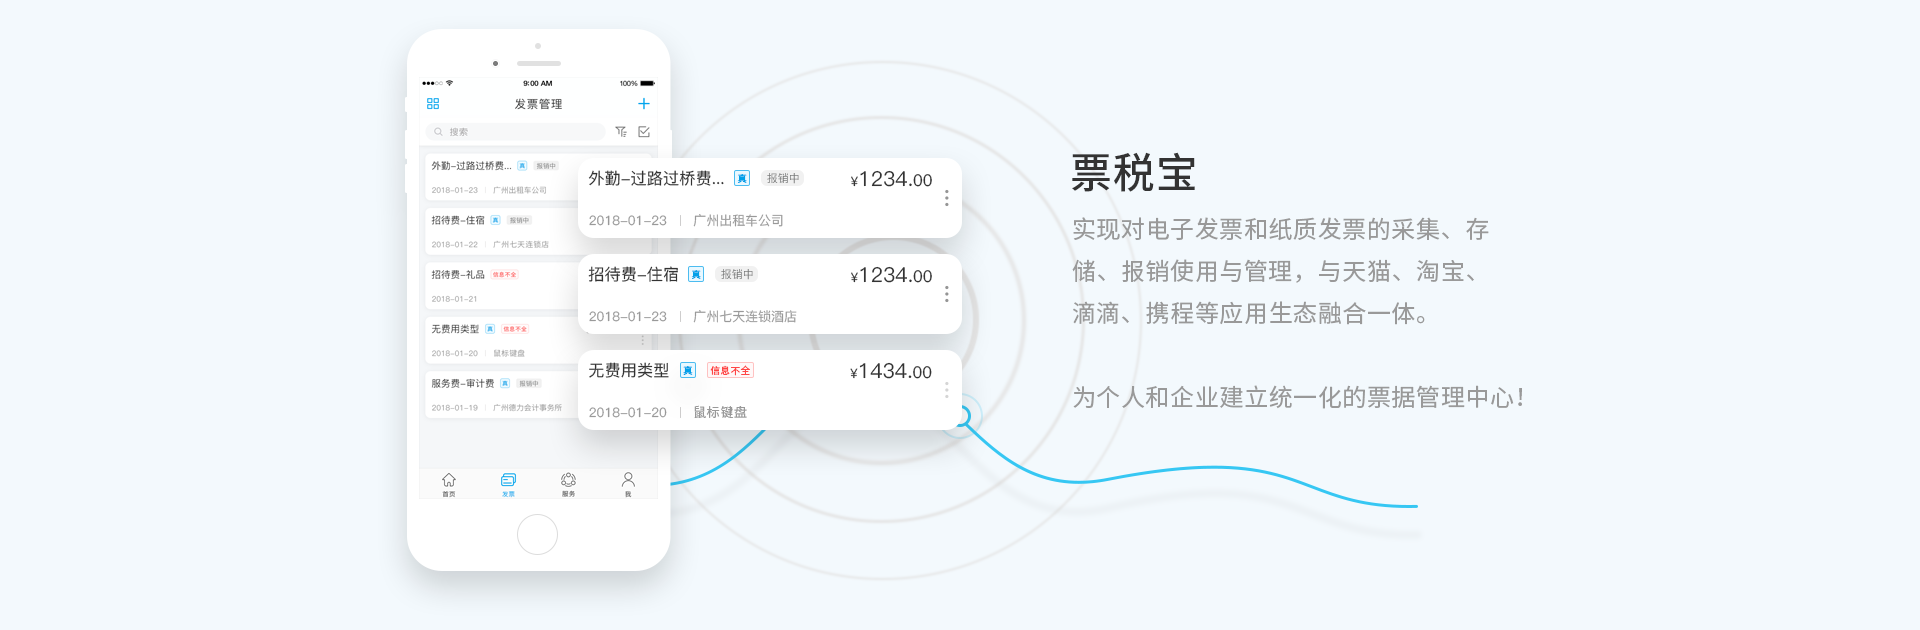 9:00 AM
100%
发票管理
搜索
外勤-过路过桥费... 真 报销中
2018-01-23 广州出租车公司
招待费-住宿 真 报销中
2018-01-22 广州七天连锁店
招待费-礼品 信息不全
2018-01-21
无费用类型 真 信息不全
2018-01-20 鼠标键盘
服务费-审计费 真 报销中
2018-01-19 广州德力会计事务所
首页 发票 服务 我
外勤-过路过桥费... 真 报销中 ¥1234.00
2018-01-23 广州出租车公司
招待费-住宿 真 报销中 ¥1234.00
2018-01-23 广州七天连锁酒店
无费用类型 真 信息不全 ¥1434.00
2018-01-20 鼠标键盘
票税宝
实现对电子发票和纸质发票的采集、存
储、报销使用与管理，与天猫、淘宝、
滴滴、携程等应用生态融合一体。
为个人和企业建立统一化的票据管理中心！